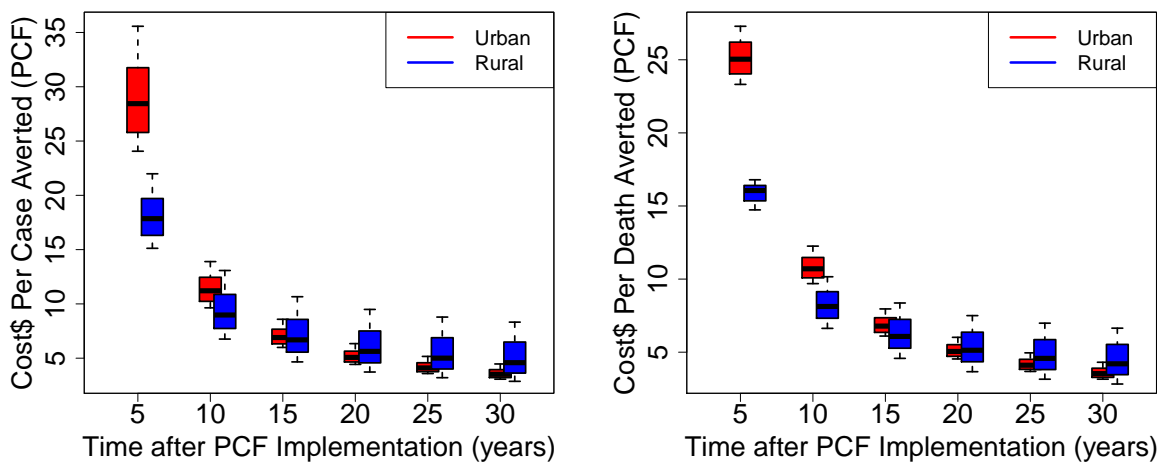 Cost$ Per Case Averted (PCF)
35
30
25
20
15
10
5
Urban
Rural
5 10 15 20 25 30
Time after PCF Implementation (years)
Cost$ Per Death Averted (PCF)
25
20
15
10
5
Urban
Rural
5 10 15 20 25 30
Time after PCF Implementation (years)